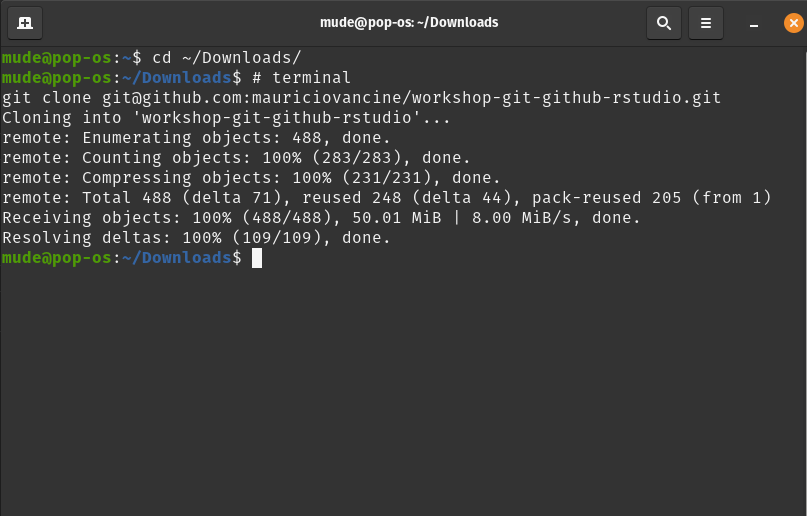 mude@pop-os: ~/Downloads
mude@pop-os:~$ cd ~/Downloads/
mude@pop-os:~/Downloads$ # terminal
git clone git@github.com:mauriciovancine/workshop-git-github-rstudio.git
Cloning into 'workshop-git-github-rstudio'...
remote: Enumerating objects: 488, done.
remote: Counting objects: 100% (283/283), done.
remote: Compressing objects: 100% (231/231), done.
remote: Total 488 (delta 71), reused 248 (delta 44), pack-reused 205 (from 1)
Receiving objects: 100% (488/488), 50.01 MiB | 8.00 MiB/s, done.
Resolving deltas: 100% (109/109), done.
mude@pop-os:~/Downloads$